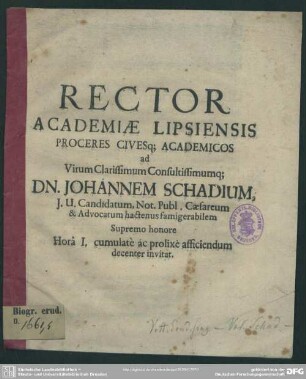 RECTOR
ACADEMIÆ LIPSIENSIS
PROCERES CIVESq; ACADEMICOS
ad
Virum Clarissimum Consultissimumq;
DN. JOHANNEM SCHADIUM,
J. U. Candidatum, Not. Publ. Cæsareum
& Advocatum hactenus famigerabilem
Supremo honore
Horâ I. cumulatè ac prolixè afficiendum
decenter invitat.
Biogr. erud.